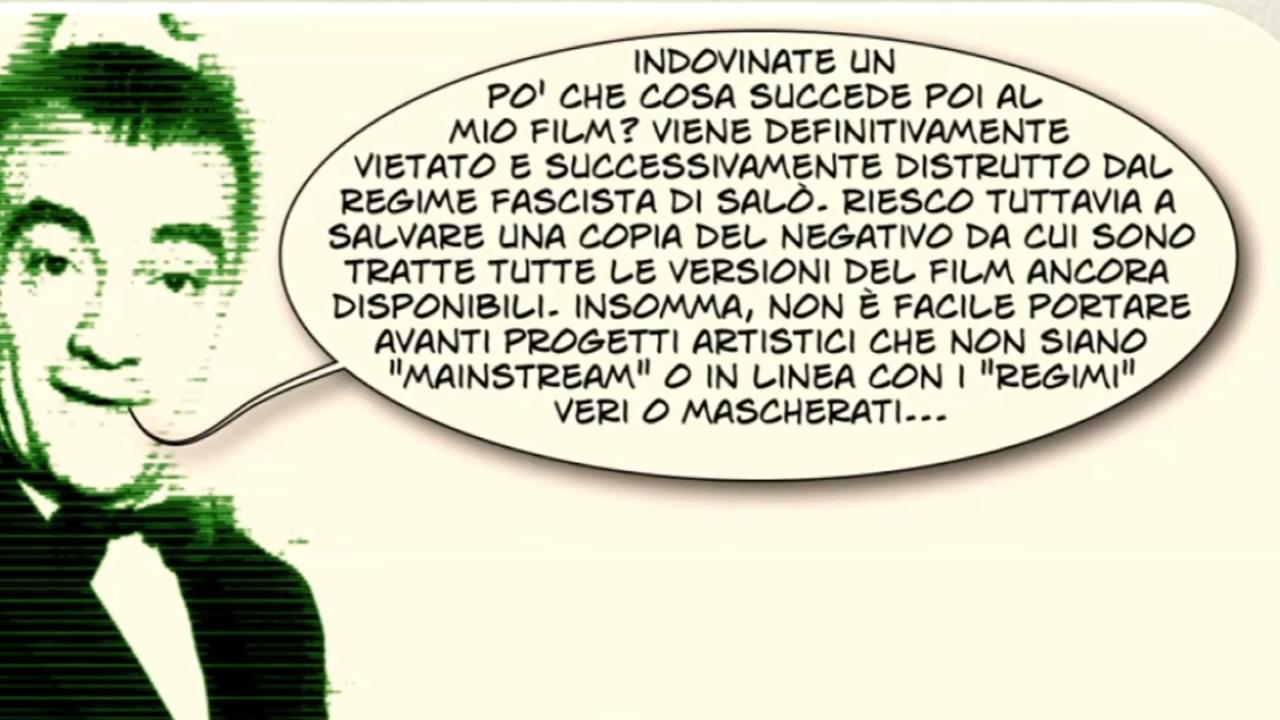 INDOVINATE UN
PO' CHE COSA SUCCEDE POI AL
MIO FILM? VIENE DEFINITIVAMENTE
VIETATO E SUCCESSIVAMENTE DISTRUTTO DAL
REGIME FASCISTA DI SALÒ. RIESCO TUTTAVIA A
SALVARE UNA COPIA DEL NEGATIVO DA CUI SONO
TRATTE TUTTE LE VERSIONI DEL FILM ANCORA
DISPONIBILI. INSOMMA, NON È FACILE PORTARE
AVANTI PROGETTI ARTISTICI CHE NON SIANO
"MAINSTREAM" O IN LINEA CON I "REGIMI"
VERI O MASCHERATI...